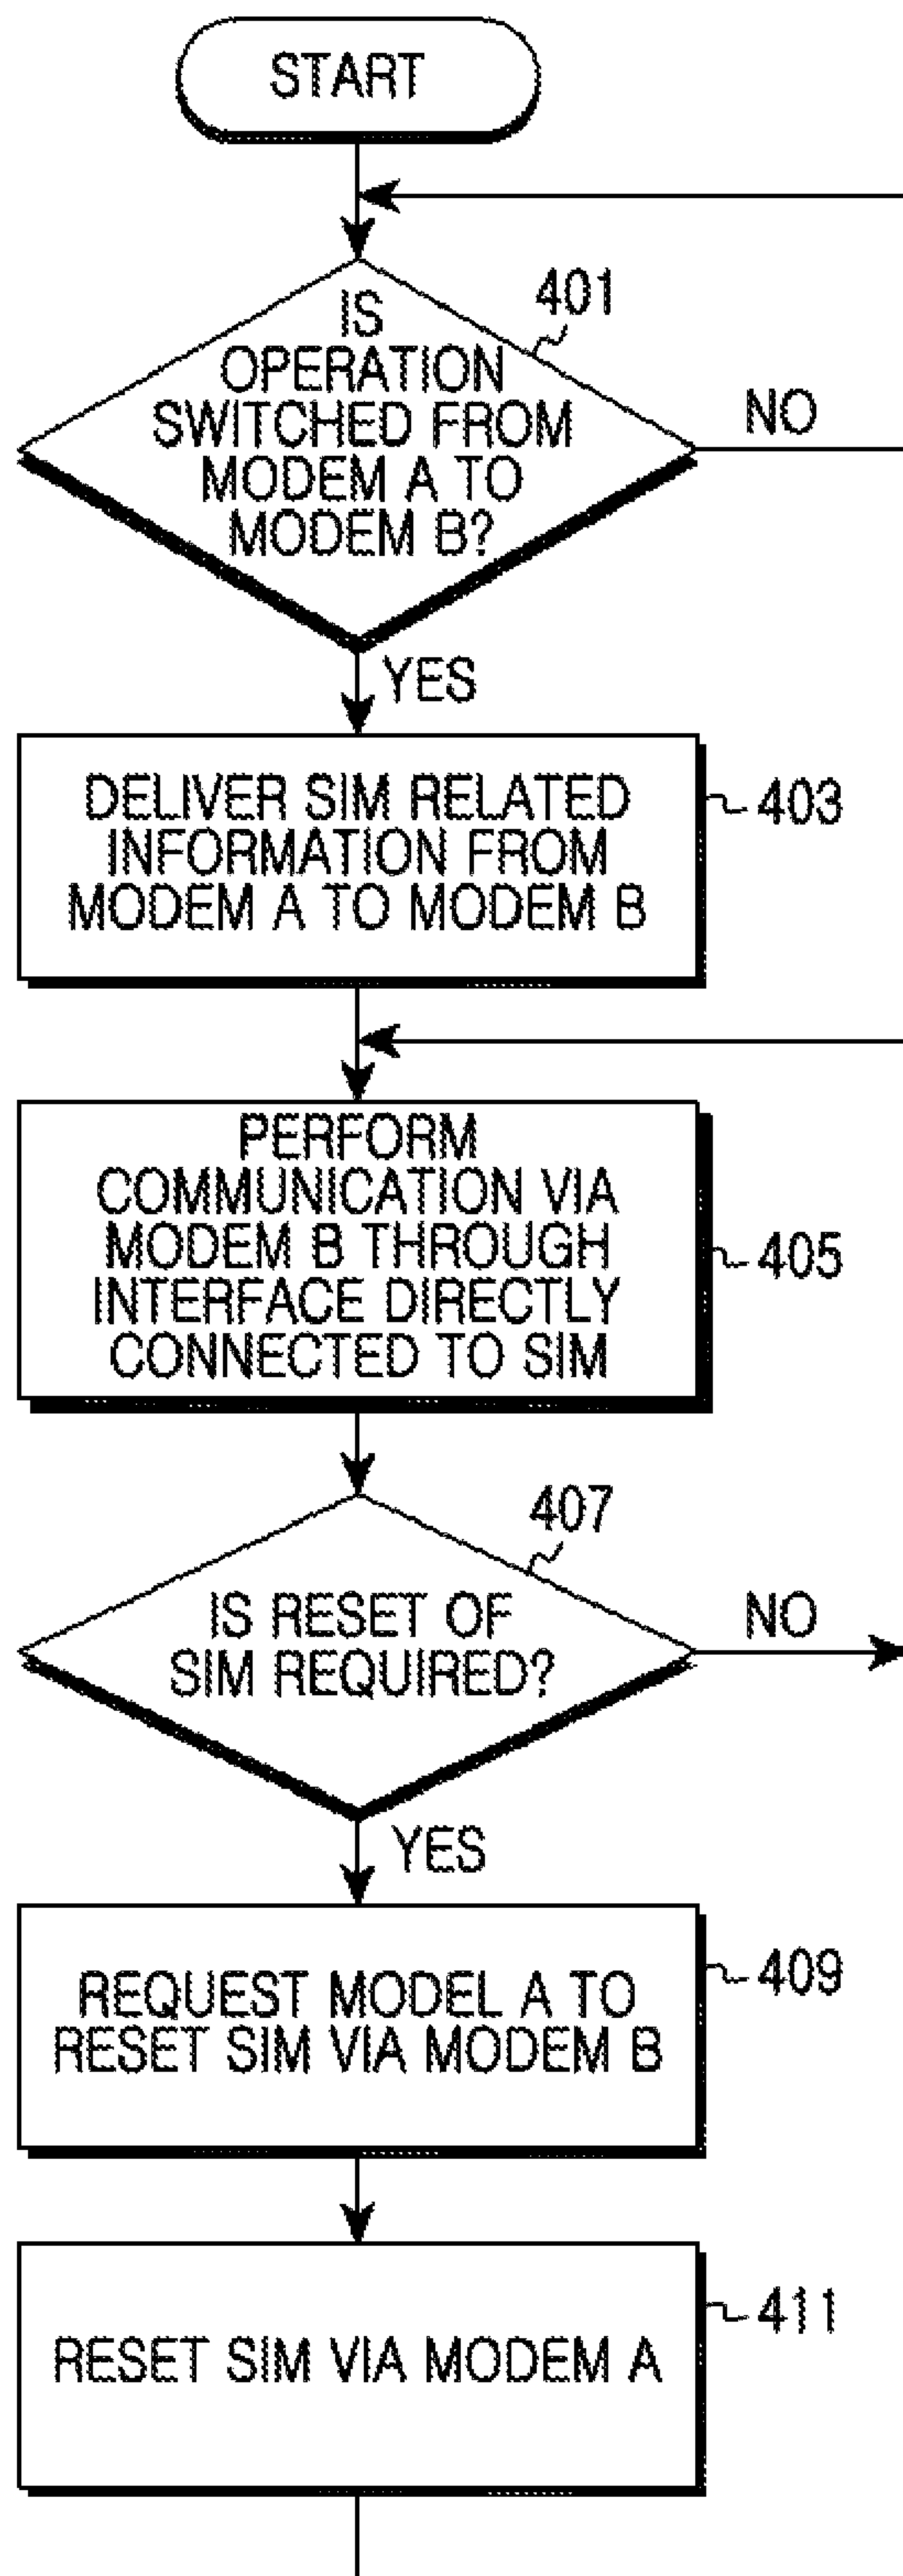 START
401
IS
OPERATION
SWITCHED FROM
MODEM A TO
MODEM B?
NO
YES
DELIVER SIM RELATED
INFORMATION FROM
MODEM A TO MODEM B
403
PERFORM
COMMUNICATION VIA
MODEM B THROUGH
INTERFACE DIRECTLY
CONNECTED TO SIM
405
407
IS RESET OF
SIM REQUIRED?
NO
YES
REQUEST MODEL A TO
RESET SIM VIA MODEM B
409
RESET SIM VIA MODEM A
411